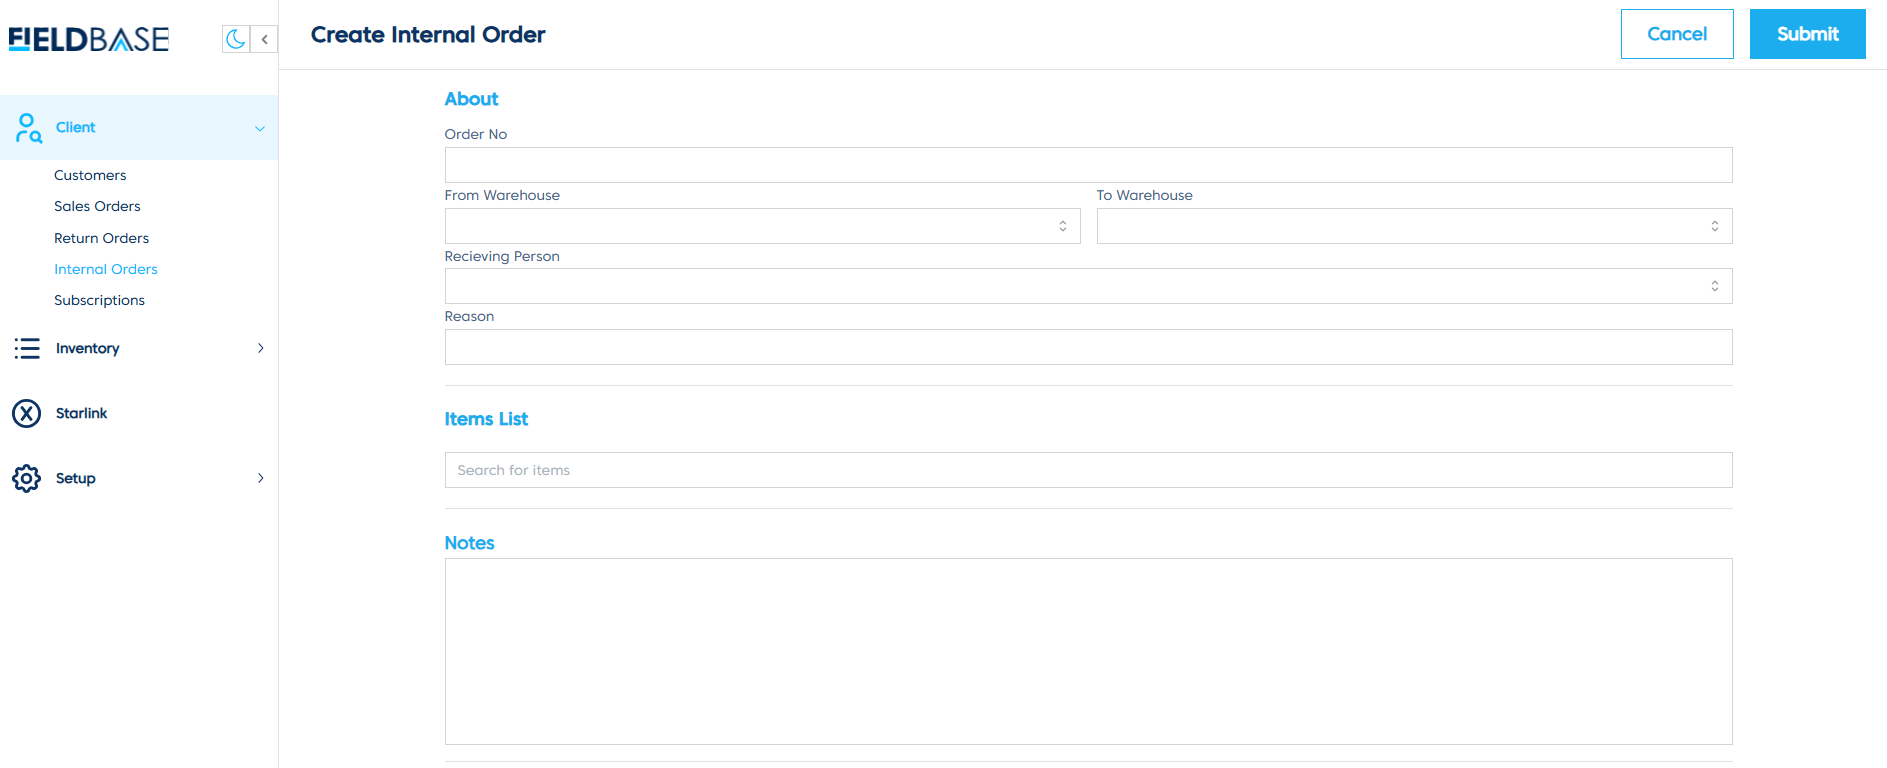 FIELDBASE
Create Internal Order
Cancel
Submit
Client
Customers
Sales Orders
Return Orders
Internal Orders
Subscriptions
Inventory
Starlink
Setup
About
Order No
From Warehouse
To Warehouse
Recieving Person
Reason
Items List
Search for items
Notes